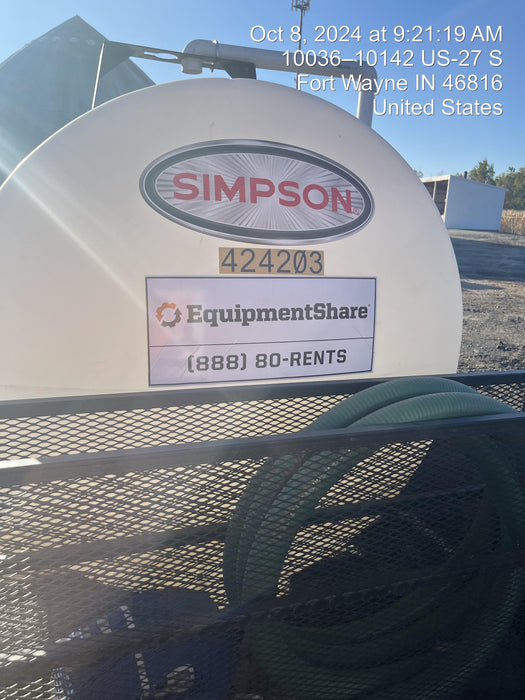 Oct 8, 2024 at 9:21:19 AM
10036–10142 US-27 S
Fort Wayne IN 46816
United States
SIMPSON
424203
EquipmentShare
(888) 80-RENTS